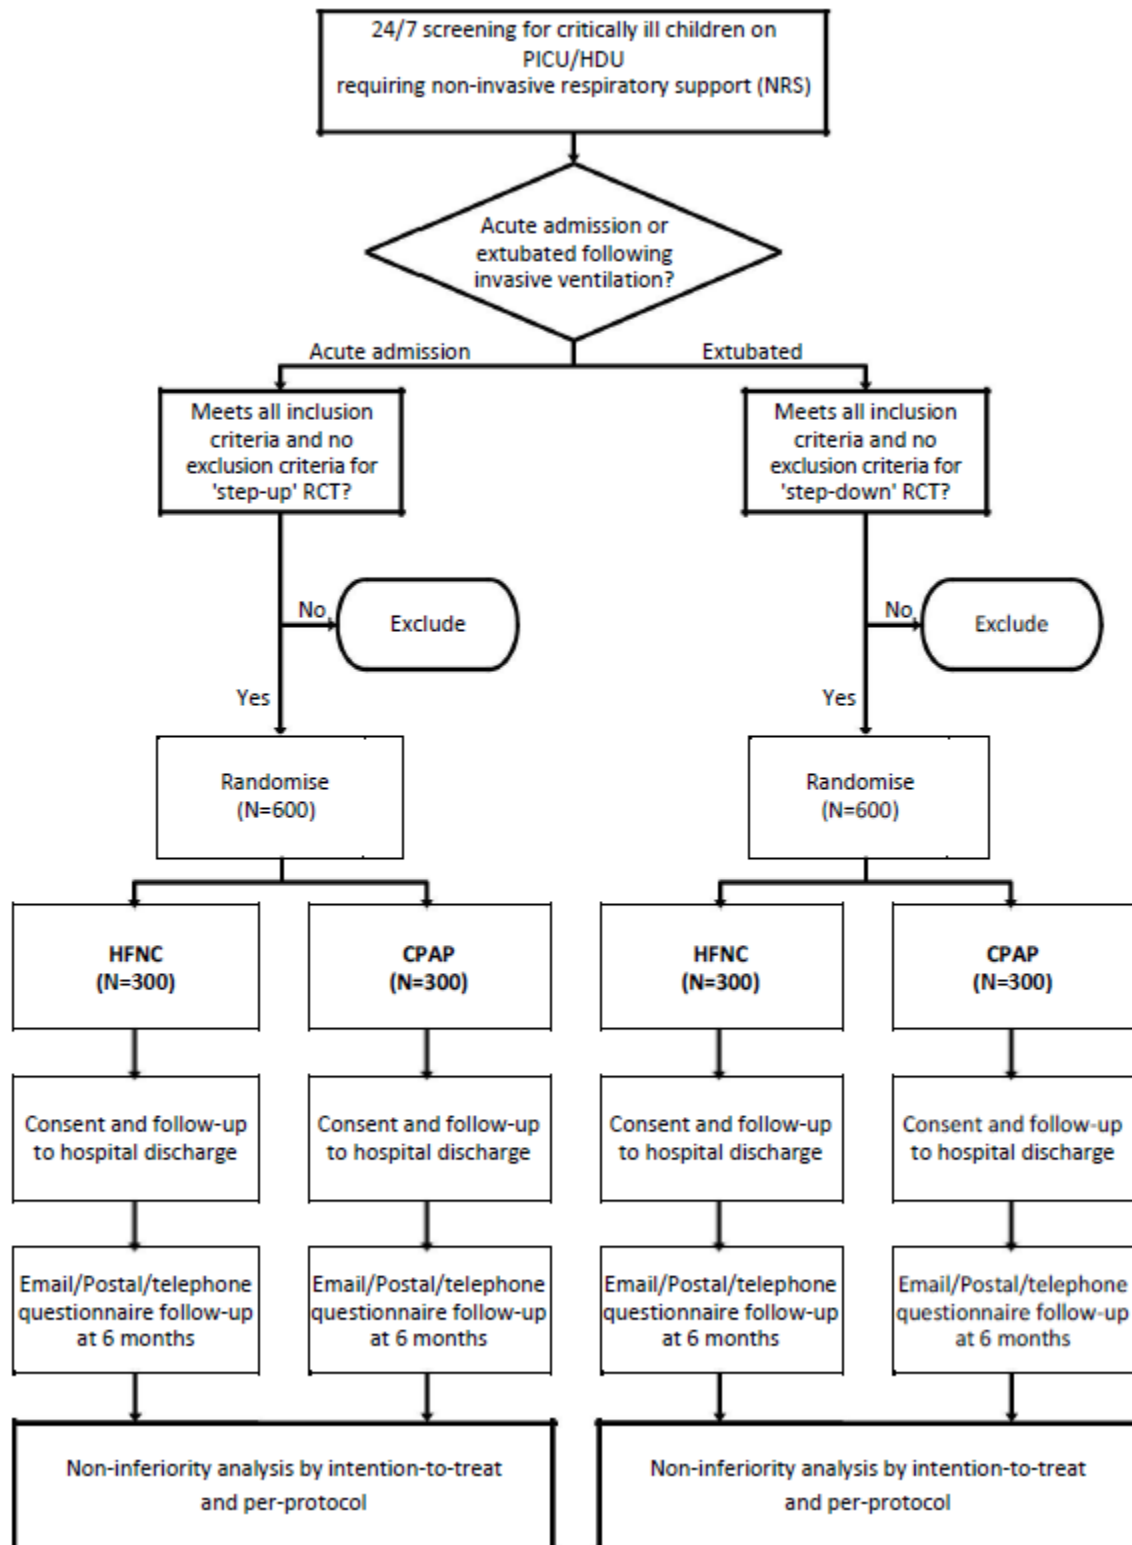 24/7 screening for critically ill children on
PICU/HDU
requiring non-invasive respiratory support (NRS)
Acute admission or
extubated following
invasive ventilation?
Acute admission
Extubated
Meets all inclusion
criteria and no
exclusion criteria for
'step-up' RCT?
Meets all inclusion
criteria and no
exclusion criteria for
'step-down' RCT?
No
Exclude
No
Exclude
Yes
Yes
Randomise
(N=600)
Randomise
(N=600)
HFNC
(N=300)
CPAP
(N=300)
HFNC
(N=300)
CPAP
(N=300)
Consent and follow-up
to hospital discharge
Consent and follow-up
to hospital discharge
Consent and follow-up
to hospital discharge
Consent and follow-up
to hospital discharge
Email/Postal/telephone
questionnaire follow-up
at 6 months
Email/Postal/telephone
questionnaire follow-up
at 6 months
Email/Postal/telephone
questionnaire follow-up
at 6 months
Email/Postal/telephone
questionnaire follow-up
at 6 months
Non-inferiority analysis by intention-to-treat
and per-protocol
Non-inferiority analysis by intention-to-treat
and per-protocol